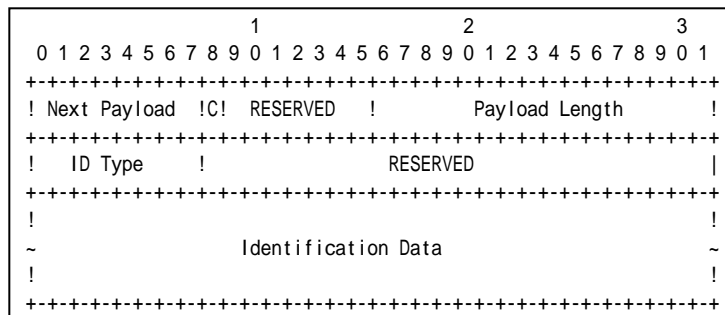 1                   2                   3
 0 1 2 3 4 5 6 7 8 9 0 1 2 3 4 5 6 7 8 9 0 1 2 3 4 5 6 7 8 9 0 1
+-+-+-+-+-+-+-+-+-+-+-+-+-+-+-+-+-+-+-+-+-+-+-+-+-+-+-+-+-+-+-+-+
! Next Payload  !C!  RESERVED   !         Payload Length        !
+-+-+-+-+-+-+-+-+-+-+-+-+-+-+-+-+-+-+-+-+-+-+-+-+-+-+-+-+-+-+-+-+
!   ID Type     !                 RESERVED                      |
+-+-+-+-+-+-+-+-+-+-+-+-+-+-+-+-+-+-+-+-+-+-+-+-+-+-+-+-+-+-+-+-+
!                                                               !
~                   Identification Data                         ~
!                                                               !
+-+-+-+-+-+-+-+-+-+-+-+-+-+-+-+-+-+-+-+-+-+-+-+-+-+-+-+-+-+-+-+-+